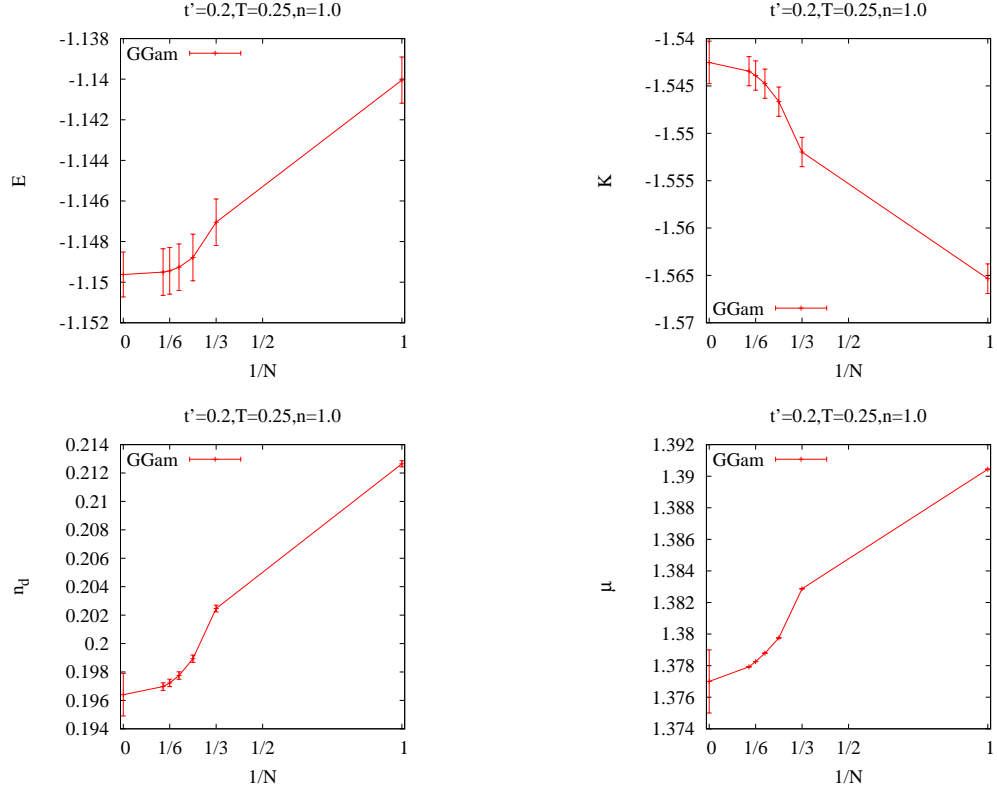 t'=0.2,T=0.25,n=1.0
-1.138
-1.14
-1.142
-1.144
-1.146
-1.148
-1.15
-1.152
E
GGam
0 1/6 1/3 1/2 1
1/N
t'=0.2,T=0.25,n=1.0
-1.54
-1.545
-1.55
-1.555
-1.56
-1.565
-1.57
K
GGam
0 1/6 1/3 1/2 1
1/N
t'=0.2,T=0.25,n=1.0
0.214
0.212
0.21
0.208
0.206
0.204
0.202
0.2
0.198
0.196
0.194
n_d
GGam
0 1/6 1/3 1/2 1
1/N
t'=0.2,T=0.25,n=1.0
1.392
1.39
1.388
1.386
1.384
1.382
1.38
1.378
1.376
1.374
μ
GGam
0 1/6 1/3 1/2 1
1/N